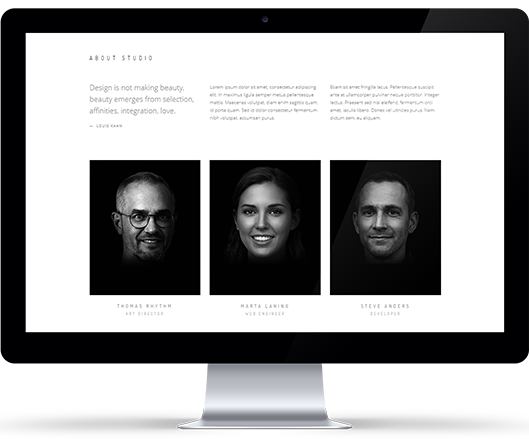 ABOUT STUDIO
Design is not making beauty,
beauty emerges from selection,
affinities, integration, love.
— LOUIS KAHN
Lorem ipsum dolor sit amet, consectetur adipiscing
elit. In maximus ligula semper metus pellentesque
mattis. Maecenas volutpat, diam enim sagittis quam,
id porta quam. Sed id dolor consectetur fermentum
nibh volutpat, accumsan purus.
Etiam sit amet fringilla lacus. Pellentesque suscipit
ante at ullamcorper pulvinar neque porttitor. Integer
lectus. Praesent sed nisi eleifend, fermentum orci
amet, iaculis libero. Donec vel ultricies purus. Nam
dictum sem, eu aliquam.
THOMAS RHYTHM
ART DIRECTOR
MARTA LANING
WEB ENGINEER
STEVE ANDERS
DEVELOPER